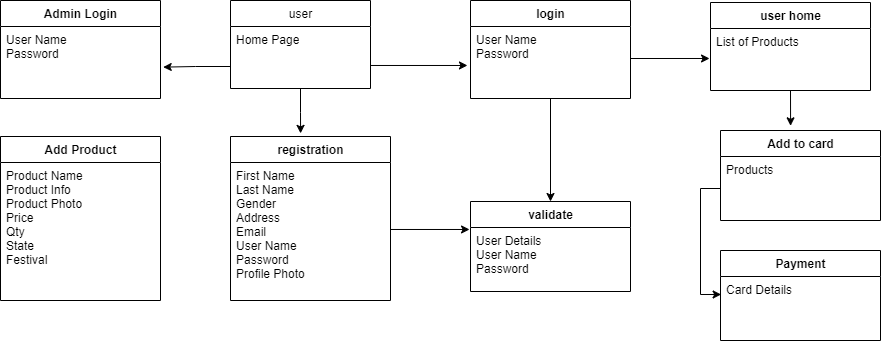 Admin Login
User Name
Password
user
Home Page
login
User Name
Password
user home
List of Products
Add Product
Product Name
Product Info
Product Photo
Price
Qty
State
Festival
registration
First Name
Last Name
Gender
Address
Email
User Name
Password
Profile Photo
validate
User Details
User Name
Password
Add to card
Products
Payment
Card Details